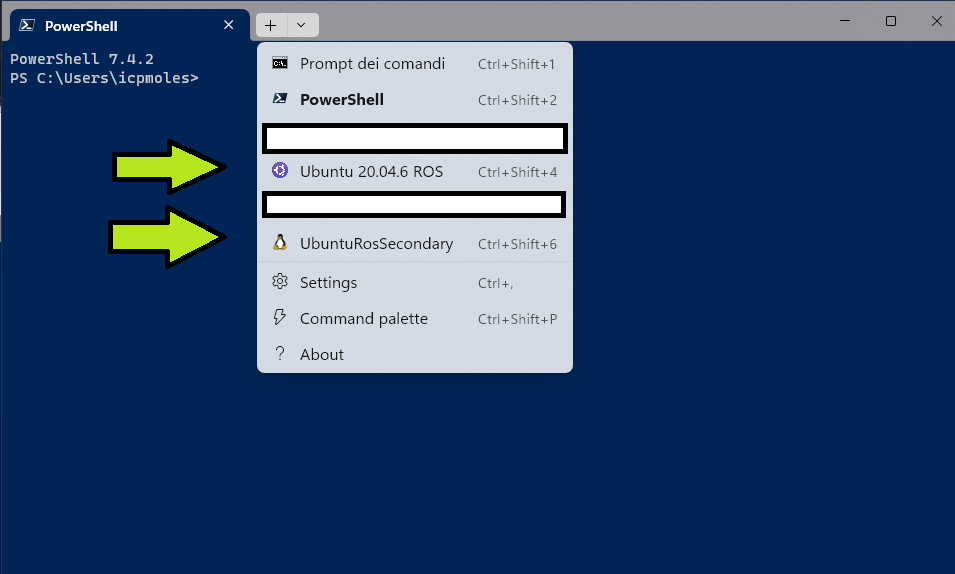 PowerShell
PowerShell 7.4.2
PS C:\Users\icpmoles>
Prompt dei comandi Ctrl+Shift+1
PowerShell Ctrl+Shift+2
Ubuntu 20.04.6 ROS Ctrl+Shift+4
UbunturosSecondary Ctrl+Shift+6
Settings Ctrl+,
Command palette Ctrl+Shift+P
About